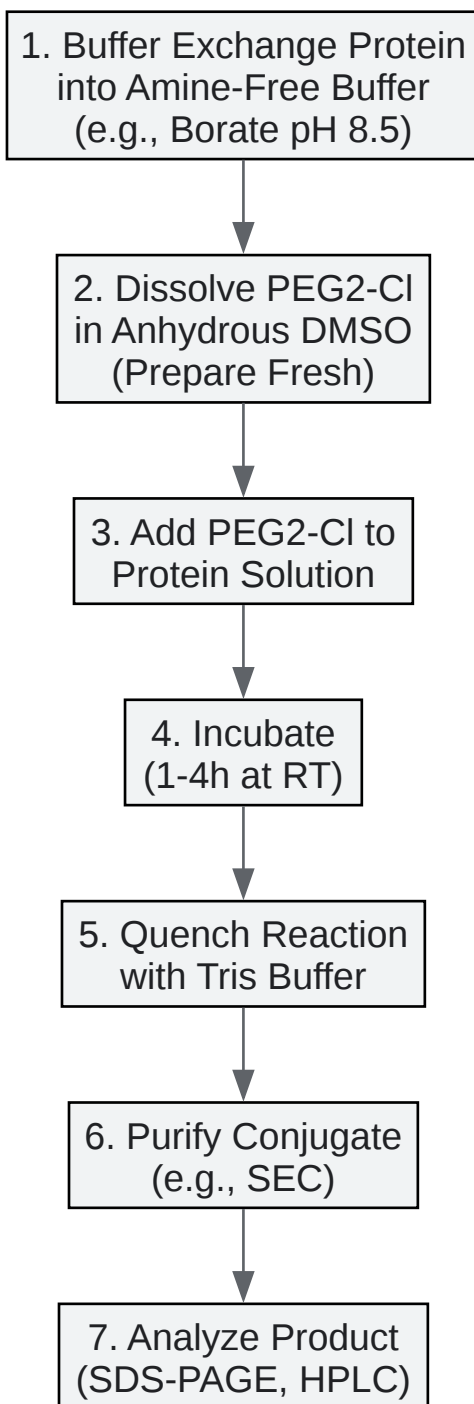 1. Buffer Exchange Protein
into Amine-Free Buffer
(e.g., Borate pH 8.5)
2. Dissolve PEG2-Cl
in Anhydrous DMSO
(Prepare Fresh)
3. Add PEG2-Cl to
Protein Solution
4. Incubate
(1-4h at RT)
5. Quench Reaction
with Tris Buffer
6. Purify Conjugate
(e.g., SEC)
7. Analyze Product
(SDS-PAGE, HPLC)